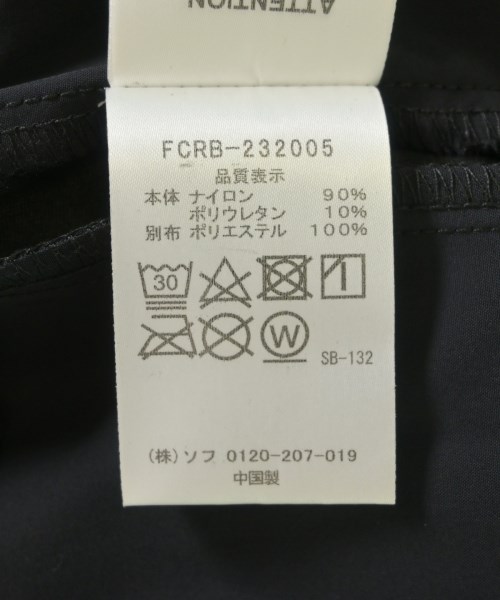 ATTENTION
FCRB-232005
品質表示
本体 ナイロン 90%
ポリウレタン 10%
別布 ポリエステル 100%
30
W
SB-132
(株)ソフ 0120-207-019
中国製